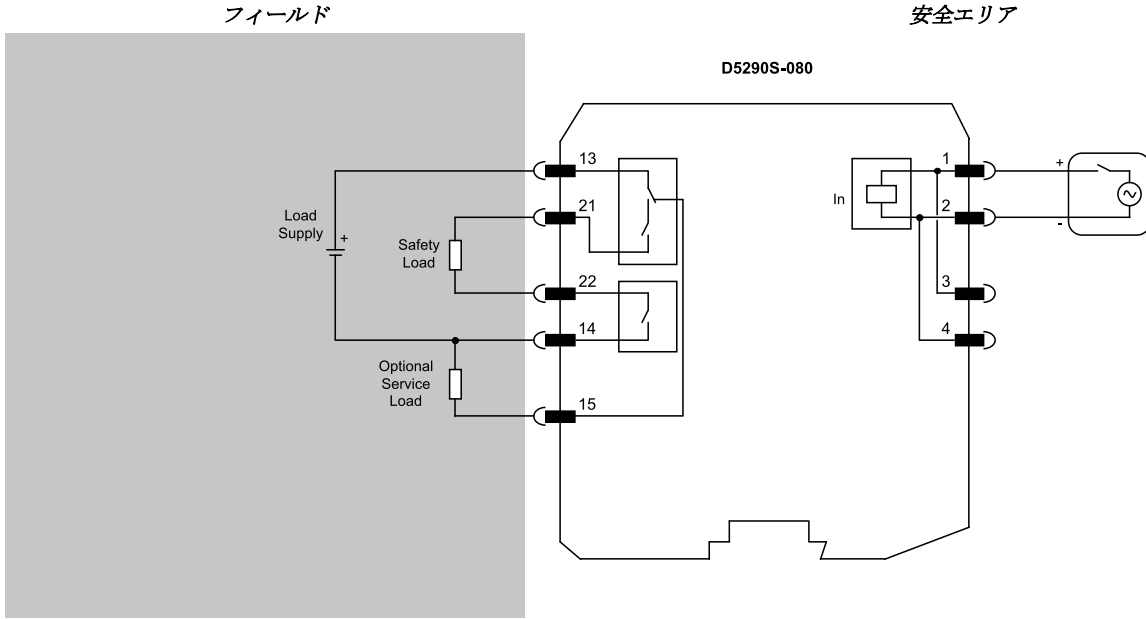 フィールド
安全エリア
D5290S-080
13
21
22
14
15
1
2
3
4
In
+
-
Load
Supply
+
Safety
Load
Optional
Service
Load